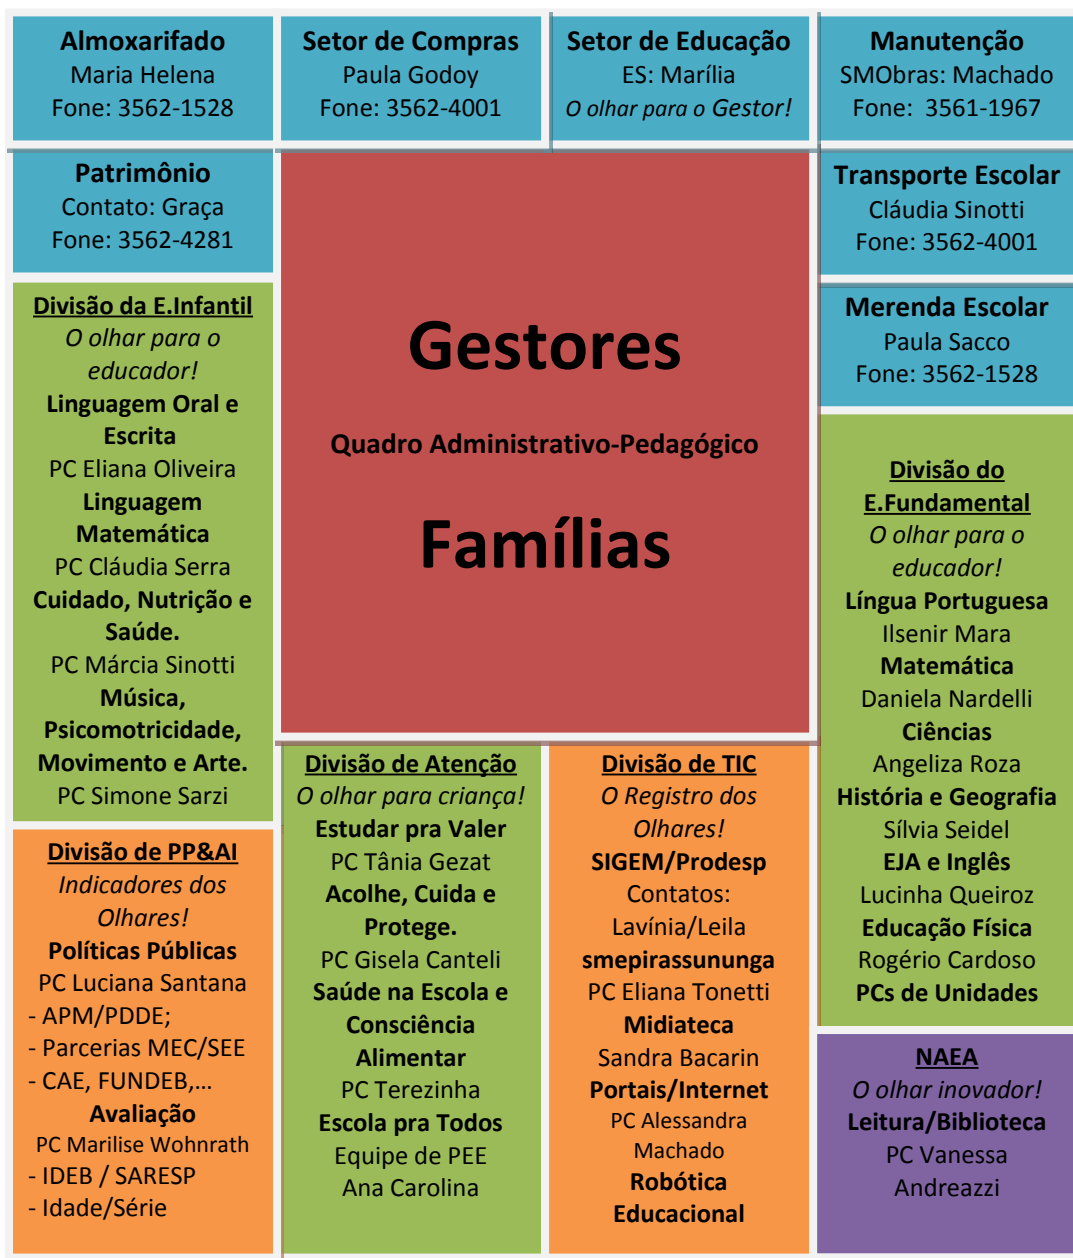 Almoxarifado
Maria Helena
Fone: 3562-1528
Setor de Compras
Paula Godoy
Fone: 3562-4001
Setor de Educação
ES: Marília
O olhar para o Gestor!
Manutenção
SMObras: Machado
Fone:  3561-1967
Patrimônio
Contato: Graça
Fone: 3562-4281
Gestores
Quadro Administrativo-Pedagógico
Famílias
Transporte Escolar
Cláudia Sinotti
Fone: 3562-4001
Merenda Escolar
Paula Sacco
Fone: 3562-1528
Divisão da E.Infantil
O olhar para o
educador!
Linguagem Oral e
Escrita
PC Eliana Oliveira
Linguagem
Matemática
PC Cláudia Serra
Cuidado, Nutrição e
Saúde.
PC Márcia Sinotti
Música,
Psicomotricidade,
Movimento e Arte.
PC Simone Sarzi
Divisão do
E.Fundamental
O olhar para o
educador!
Língua Portuguesa
Ilsenir Mara
Matemática
Daniela Nardelli
Ciências
Angeliza Roza
História e Geografia
Sílvia Seidel
EJA e Inglês
Lucinha Queiroz
Educação Física
Rogério Cardoso
PCs de Unidades
Divisão de PP&AI
Indicadores dos
Olhares!
Políticas Públicas
PC Luciana Santana
- APM/PDDE;
- Parcerias MEC/SEE
- CAE, FUNDEB,...
Avaliação
PC Marilise Wohnrath
- IDEB / SARESP
- Idade/Série
Divisão de Atenção
O olhar para criança!
Estudar pra Valer
PC Tânia Gezat
Acolhe, Cuida e
Protege.
PC Gisela Canteli
Saúde na Escola e
Consciência
Alimentar
PC Terezinha
Escola pra Todos
Equipe de PEE
Ana Carolina
Divisão de TIC
O Registro dos
Olhares!
SIGEM/Prodesp
Contatos:
Lavínia/Leila
smepirassununga
PC Eliana Tonetti
Midiateca
Sandra Bacarin
Portais/Internet
PC Alessandra
Machado
Robótica
Educacional
NAEA
O olhar inovador!
Leitura/Biblioteca
PC Vanessa
Andreazzi